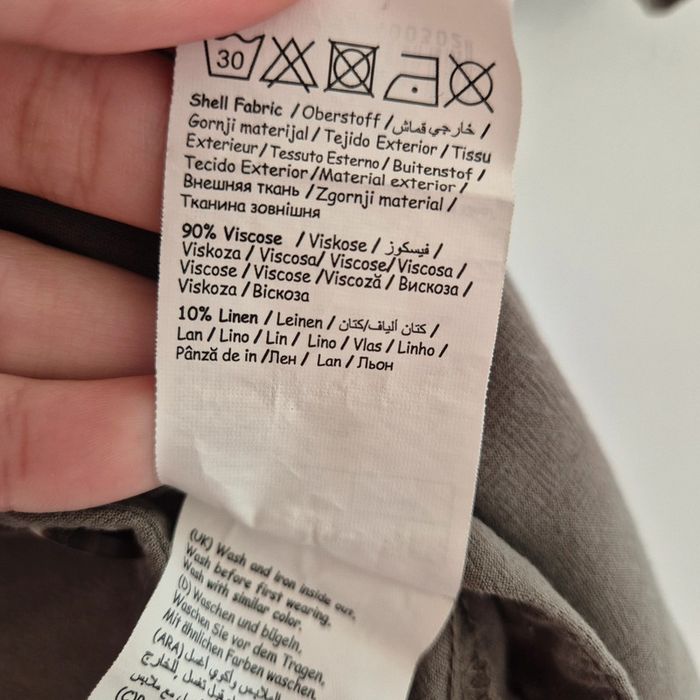 30
Shell Fabric / Oberstoff / خارجي قماش /
Gornji materijal / Tejido Exterior / Tissu
Exterieur / Tessuto Esterno / Buitenstof /
Tecido Exterior / Material exterior /
Внешняя ткань / Zgornji material /
Тканина зовнішня
90% Viscose / Viskose / فيسكوز /
Viskoza / Viscosa / Viscose / Viscosa /
Viscose / Viscose / Viscoză / Вискоза /
Viskoza / Віскоза
10% Linen / Leinen / كتان ألياف/كتان /
Lan / Lino / Lin / Lino / Vlas / Linho /
Pânză de in / Лен / Lan / Льон
(UK) Wash and iron inside out.
Wash before first wearing.
Wash with similar color.
(D) Waschen und bügeln.
Waschen Sie vor dem Tragen.
Mit ähnlichen Farben waschen.
(ARA)